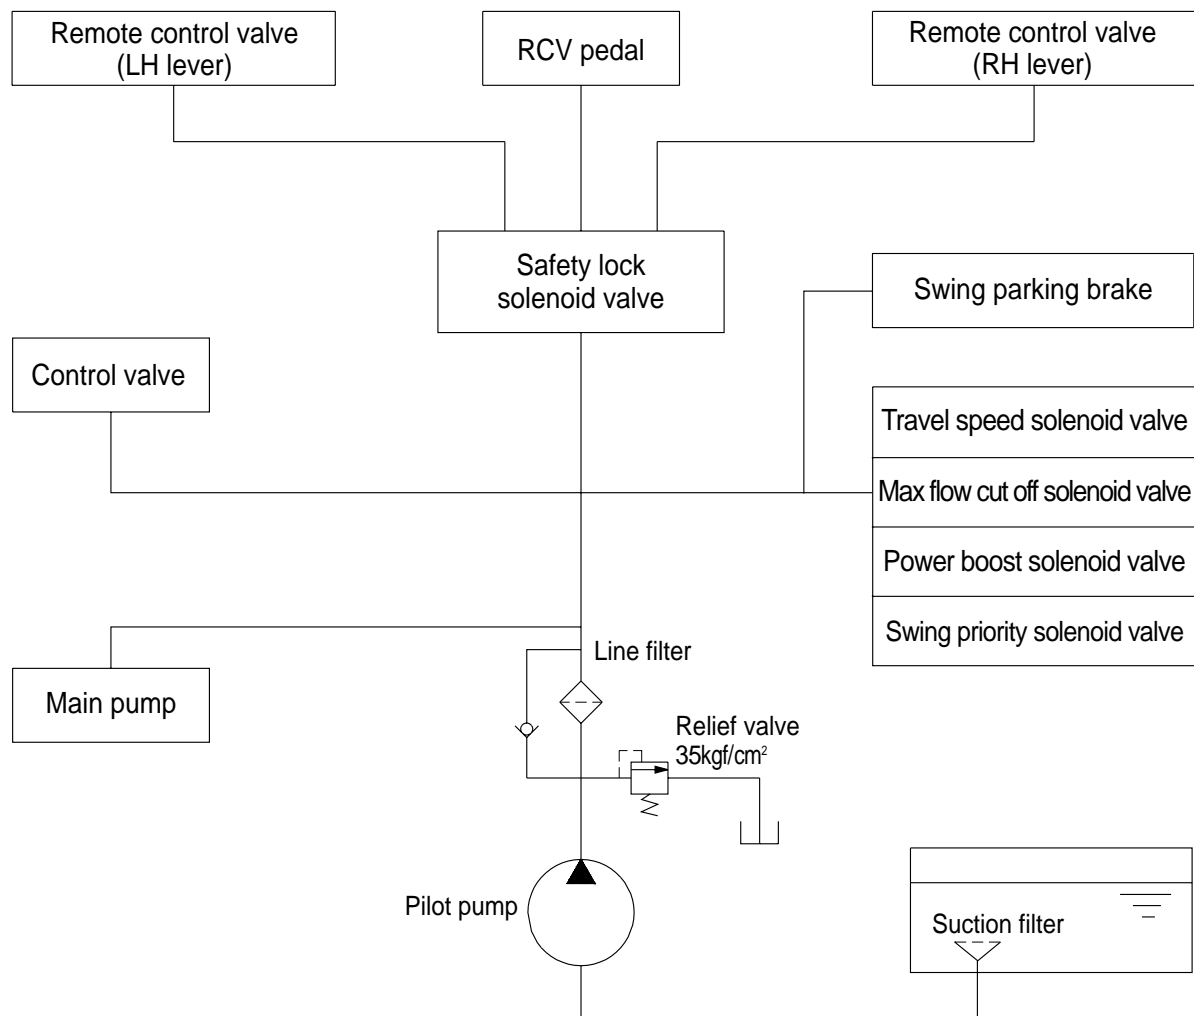 Remote control valve
(LH lever)
RCV pedal
Remote control valve
(RH lever)
Safety lock
solenoid valve
Swing parking brake
Control valve
Travel speed solenoid valve
Max flow cut off solenoid valve
Power boost solenoid valve
Swing priority solenoid valve
Line filter
Main pump
Relief valve
35kgf/cm²
Pilot pump
Suction filter